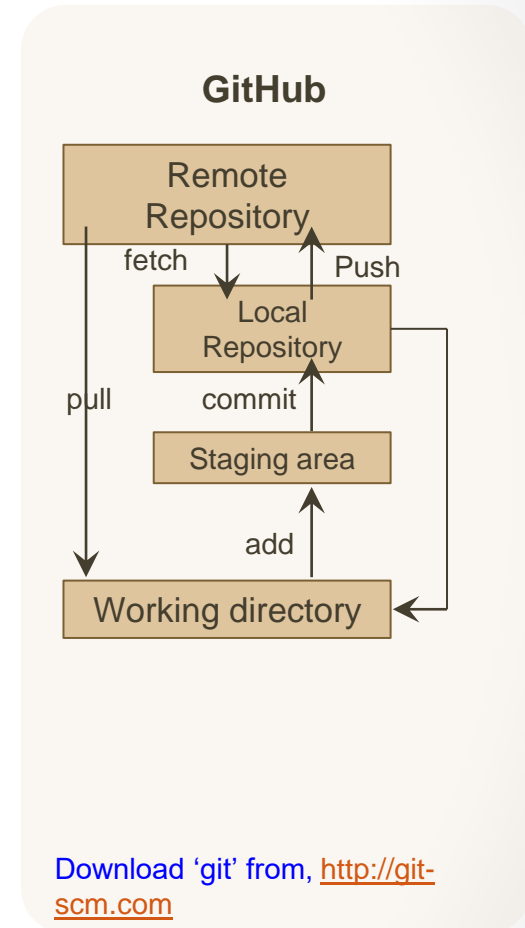 GitHub
Remote
Repository
fetch
Push
Local
Repository
pull
commit
Staging area
add
Working directory
Download ‘git’ from, http://git-
scm.com